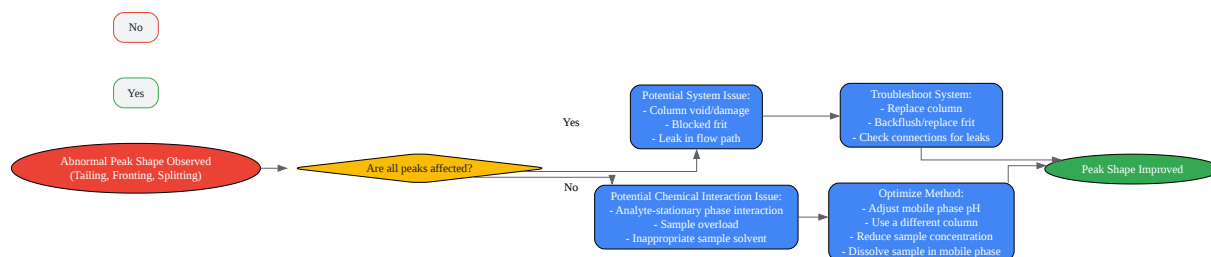 No
Yes
Abnormal Peak Shape Observed
(Tailing, Fronting, Splitting)
Are all peaks affected?
Yes
No
Potential System Issue:
- Column void/damage
- Blocked frit
- Leak in flow path
Troubleshoot System:
- Replace column
- Backflush/replace frit
- Check connections for leaks
Potential Chemical Interaction Issue:
- Analyte-stationary phase interaction
- Sample overload
- Inappropriate sample solvent
Optimize Method:
- Adjust mobile phase pH
- Use a different column
- Reduce sample concentration
- Dissolve sample in mobile phase
Peak Shape Improved